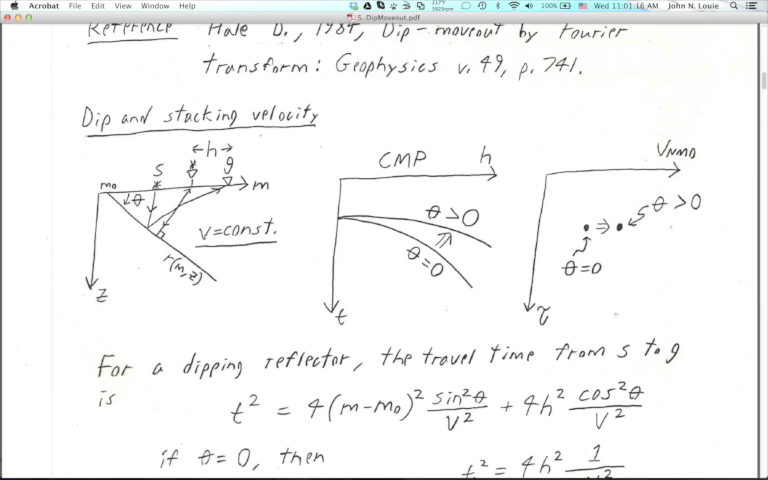 Acrobat File Edit View Window Help
100% Wed 11:01:16 AM John N. Louie
5. DipMovenut.pdf
Reference Hale D., 1984, Dip-moveout by Fourier
transform: Geophysics v. 49, p. 741.
Dip and stacking velocity
←h→
s g
m₀ m
θ
v=const.
r(m,z)
z
CMP h
θ>0
⇑
θ=0
t
V_NMO
⇒ θ>0
θ=0
τ
For a dipping reflector, the travel time from s to g
is
t² = 4(m-m₀)² sin²θ/V² + 4h² cos²θ/V²
if θ=0, then
t² = 4h² 1